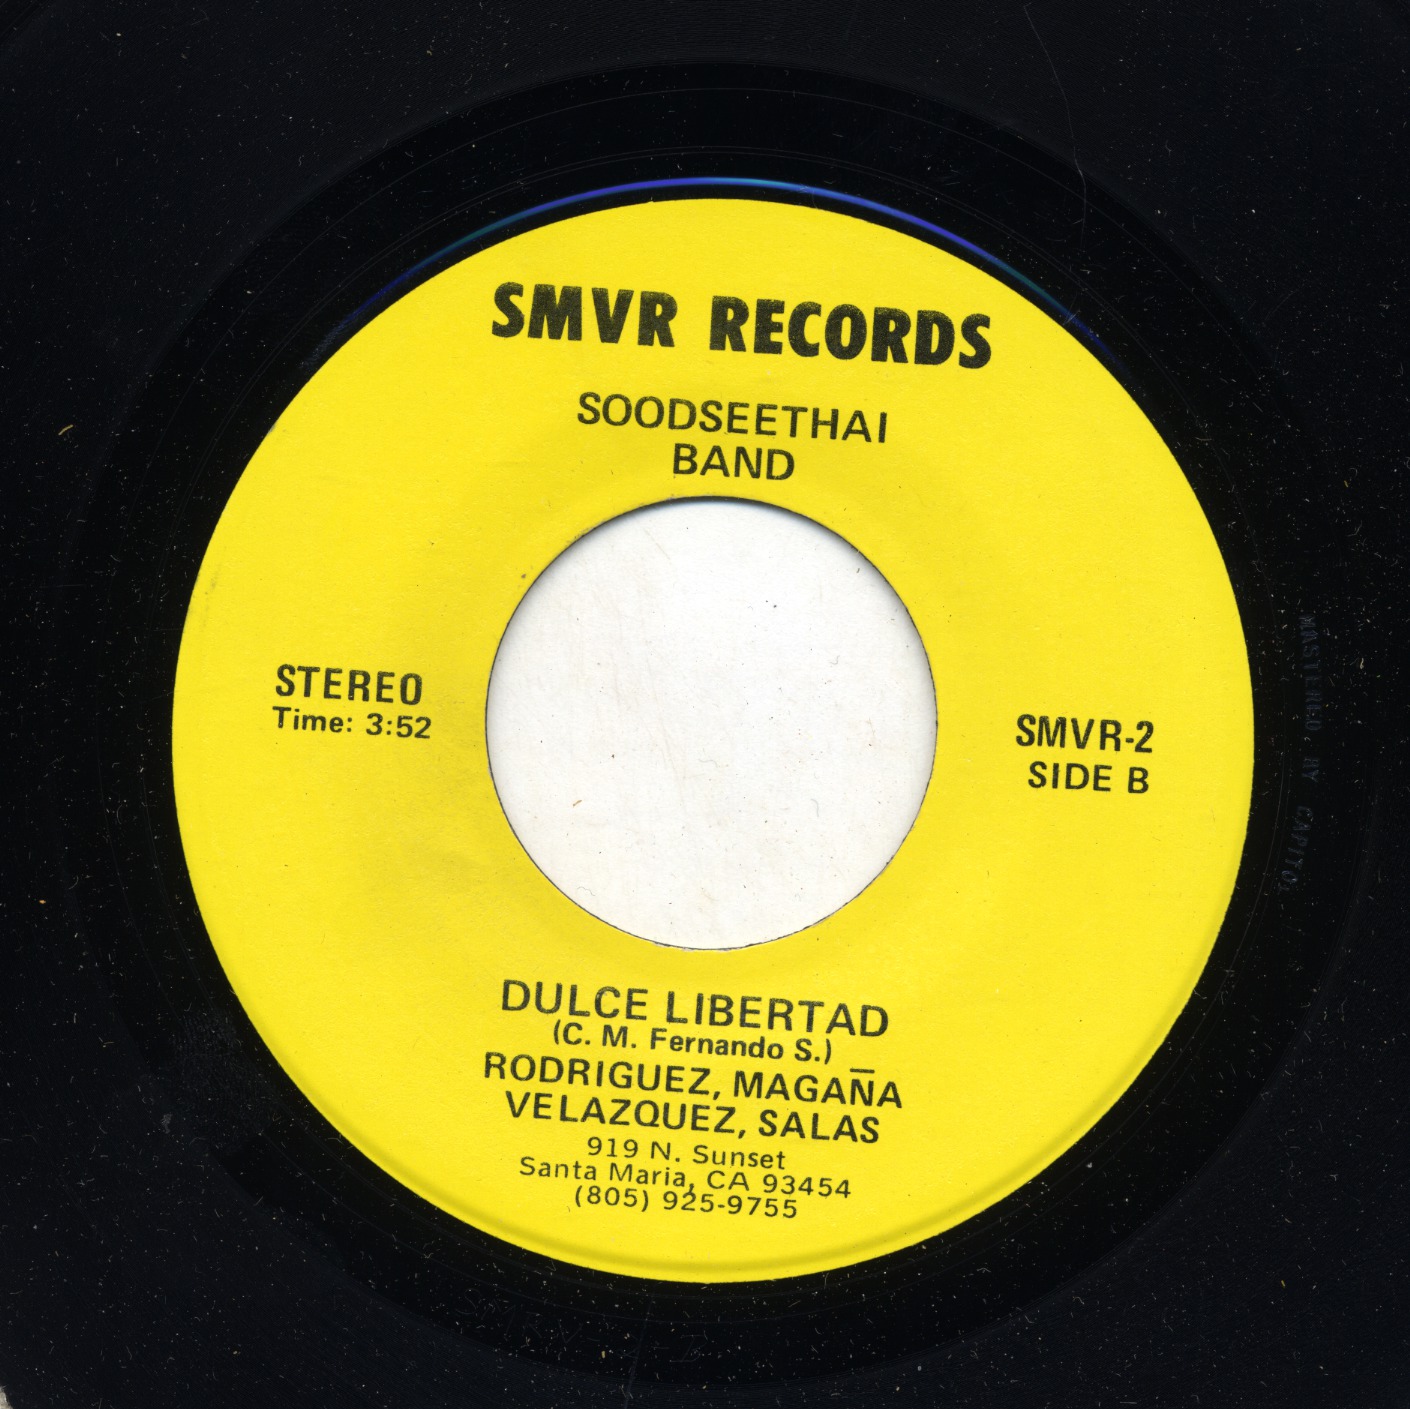 SMVR RECORDS
SOODSEETHAI
BAND
STEREO
Time: 3:52
SMVR-2
SIDE B
DULCE LIBERTAD
(C. M. Fernando S.)
RODRIGUEZ, MAGAÑA
VELAZQUEZ, SALAS
919 N. Sunset
Santa Maria, CA 93454
(805) 925-9755
MASTERED BY CAPITOL